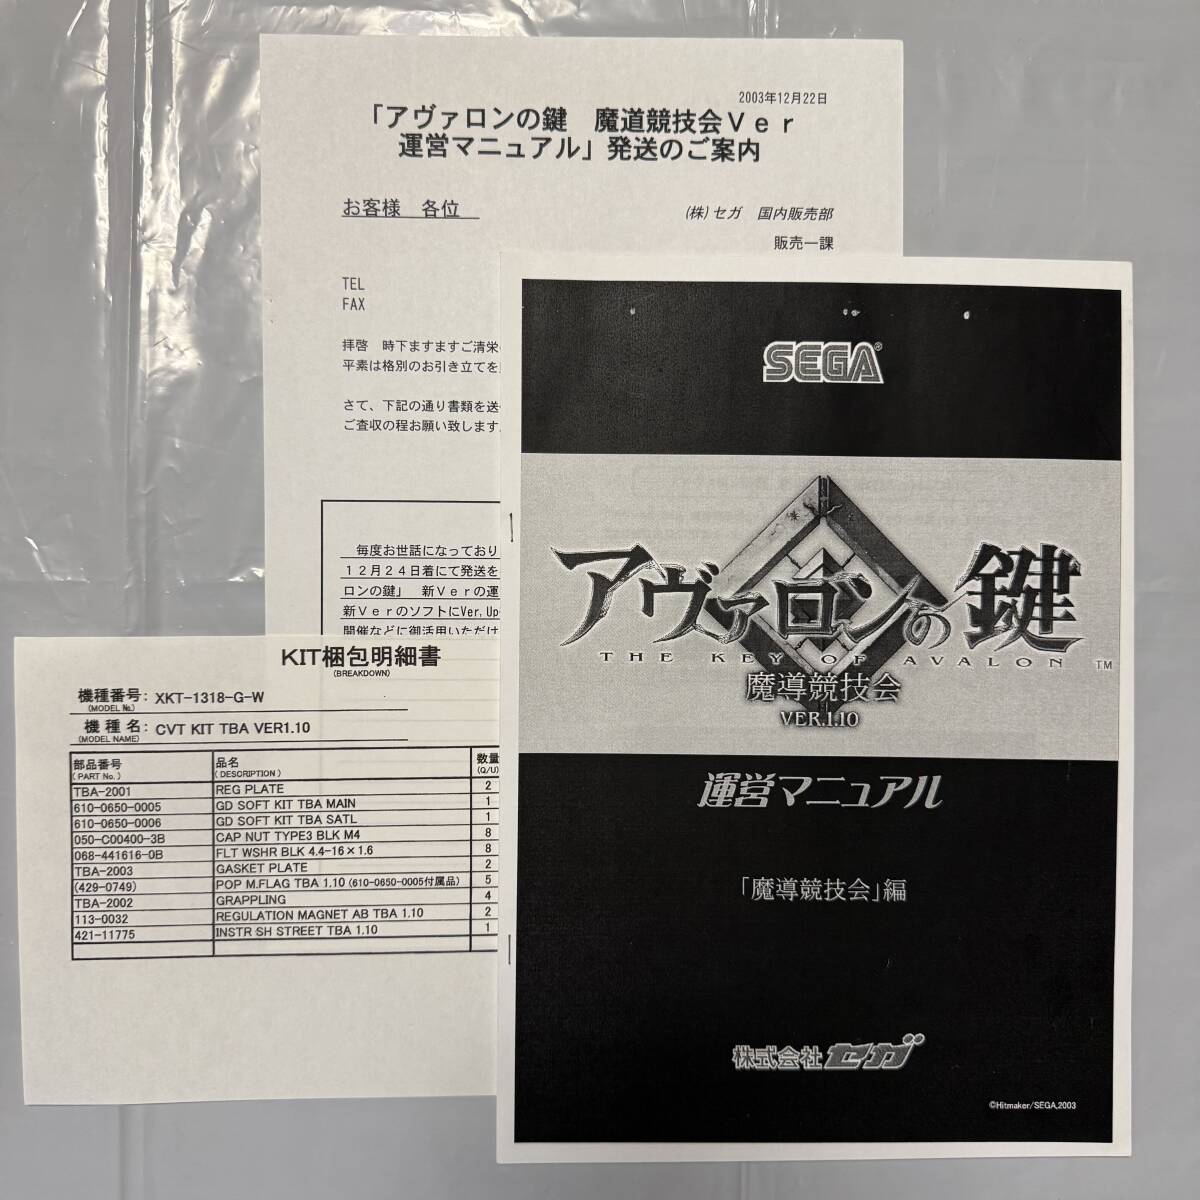 2003年12月22日
「アヴァロンの鍵　魔道競技会Ｖｅｒ
運営マニュアル」発送のご案内
お客様　各位
(株)セガ　国内販売部
販売一課
TEL
FAX
拝啓　時下ますますご清栄
平素は格別のお引き立てを
さて、下記の通り書類を送
ご査収の程お願い致します
毎度お世話になっており
１２月２４日着にて発送を
ロンの鍵」　新Ｖｅｒの運
新ＶｅｒのソフトにVer,Up
開催などに御活用いただけ
KIT梱包明細書
(BREAKDOWN)
機種番号: XKT-1318-G-W
(MODEL No.)
機 種 名: CVT KIT TBA VER1.10
(MODEL NAME)
部品番号 品名 数量
(PART No.) (DESCRIPTION) (Q/U)
TBA-2001 REG PLATE 2
610-0650-0005 GD SOFT KIT TBA MAIN 1
610-0650-0006 GD SOFT KIT TBA SATL 1
050-C00400-3B CAP NUT TYPE3 BLK M4 8
068-441616-0B FLT WSHR BLK 4.4-16×1.6 8
TBA-2003 GASKET PLATE 2
(429-0749) POP M.FLAG TBA 1.10 (610-0650-0005付属品) 5
TBA-2002 GRAPPLING 4
113-0032 REGULATION MAGNET AB TBA 1.10 2
421-11775 INSTR SH STREET TBA 1.10 1
SEGA®
アヴァロンの鍵
THE KEY OF AVALON TM
魔導競技会
VER.1.10
運営マニュアル
「魔導競技会」編
株式会社セガ
©Hitmaker/SEGA,2003